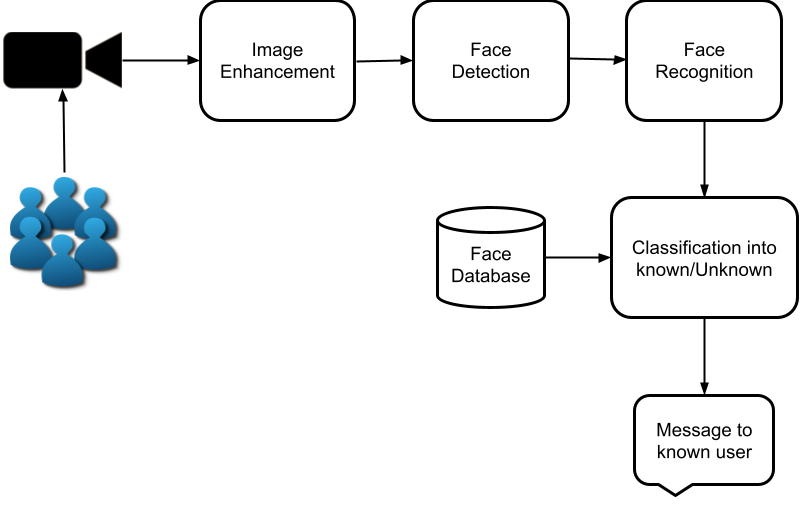 Image
Enhancement
Face
Detection
Face
Recognition
Classification into
known/Unknown
Face
Database
Message to
known user